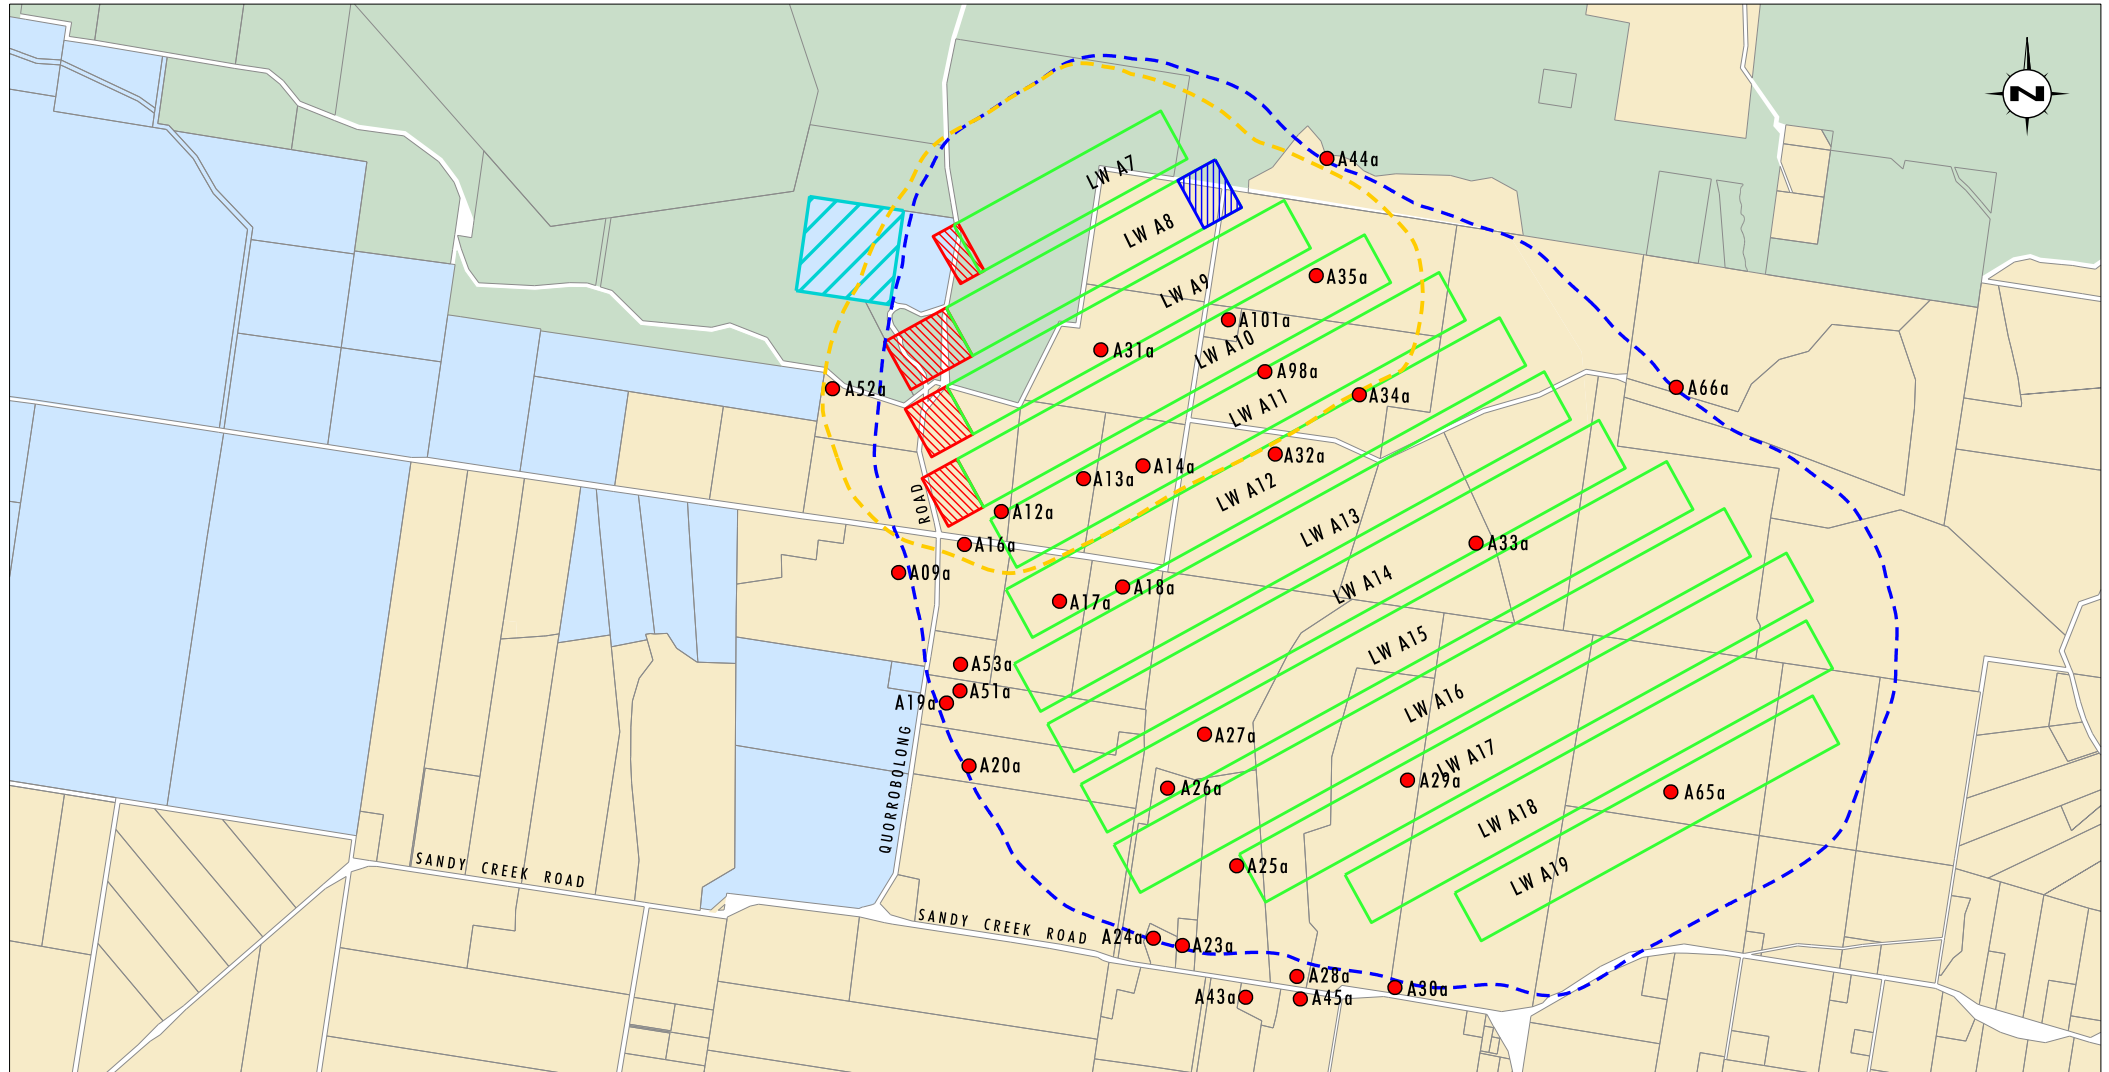 N
A44a
LW A7
LW A8
A35a
LW A9
A101a
A31a
LW A10
A98a
A52a
A66a
A34a
LW A11
A32a
A14a
A13a
LW A12
ROAD
A12a
LW A13
A16a
A33a
A09a
LW A14
A18a
A17a
LW A15
A53a
A51a
A19a
LW A16
A27a
QUORROBOLONG
LW A17
A20a
A29a
A26a
A65a
LW A18
A25a
SANDY CREEK ROAD
LW A19
SANDY CREEK ROAD
A24a
A23a
A28a
A30a
A43a
A45a